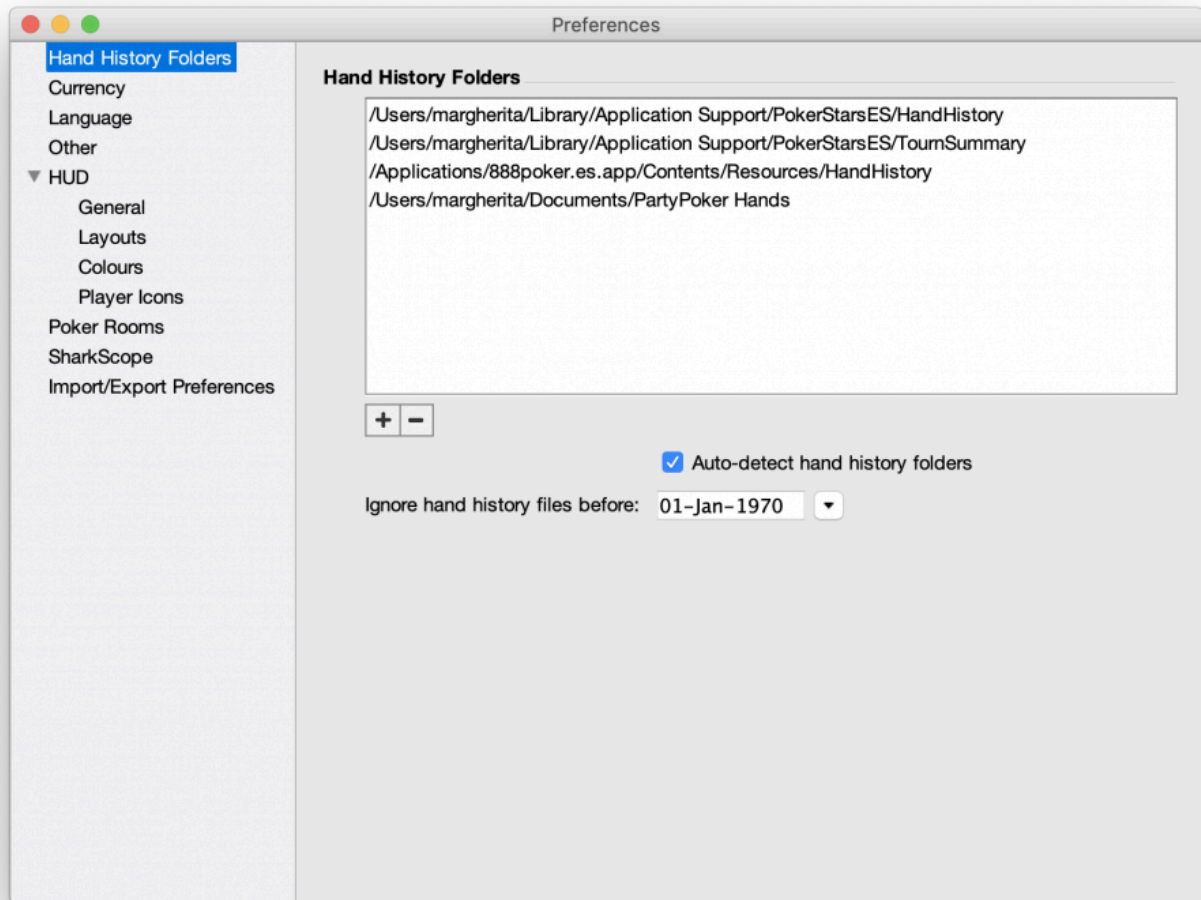 Preferences
Hand History Folders
Currency
Language
Other
HUD
General
Layouts
Colours
Player Icons
Poker Rooms
SharkScope
Import/Export Preferences
Hand History Folders
/Users/margherita/Library/Application Support/PokerStarsES/HandHistory
/Users/margherita/Library/Application Support/PokerStarsES/TournSummary
/Applications/888poker.es.app/Contents/Resources/HandHistory
/Users/margherita/Documents/PartyPoker Hands
Auto-detect hand history folders
Ignore hand history files before: 01-Jan-1970